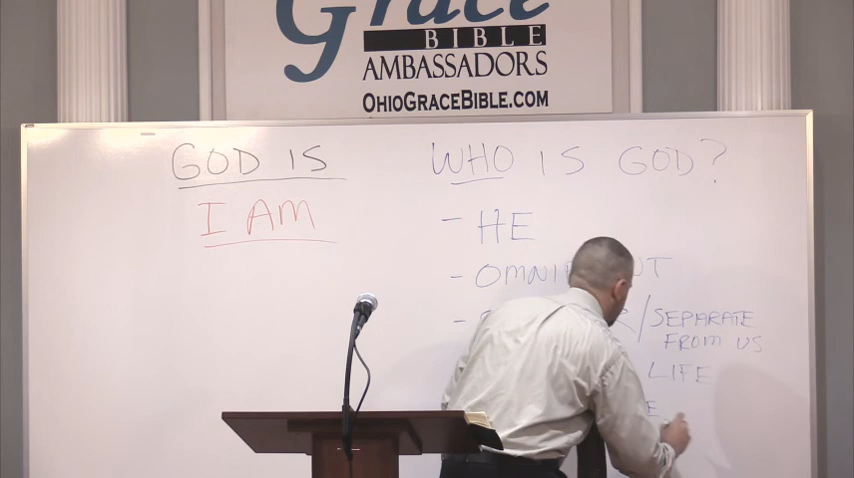 Grace
BIBLE
AMBASSADORS
OHIOGRACEBIBLE.COM
GOD IS
WHO IS GOD?
I AM
- HE
/SEPARATE
FROM US
LIFE